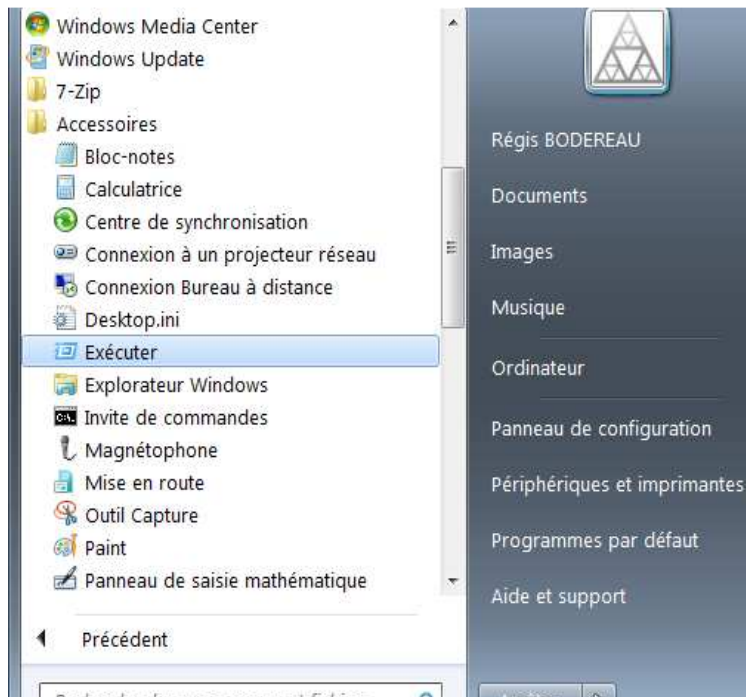 Windows Media Center
Windows Update
7-Zip
Accessoires
Bloc-notes
Calculatrice
Centre de synchronisation
Connexion à un projecteur réseau
Connexion Bureau à distance
Desktop.ini
Exécuter
Explorateur Windows
Invite de commandes
Magnétophone
Mise en route
Outil Capture
Paint
Panneau de saisie mathématique
Précédent
Régis BODEREAU
Documents
Images
Musique
Ordinateur
Panneau de configuration
Périphériques et imprimantes
Programmes par défaut
Aide et support